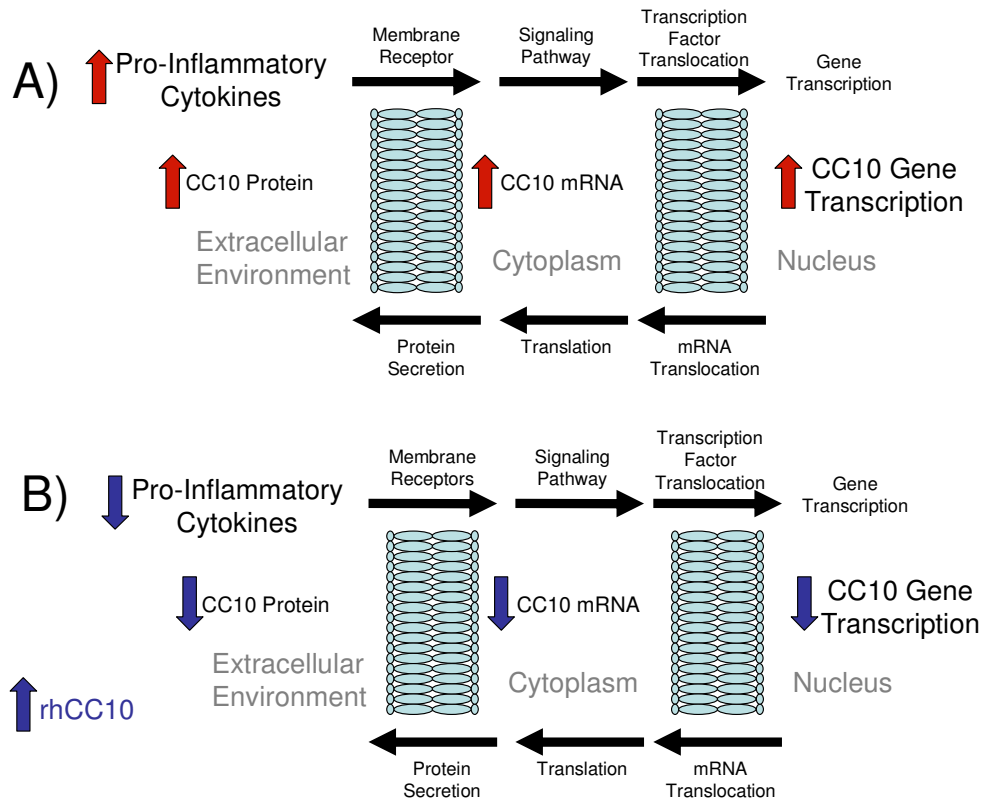 A)
Pro-Inflammatory
Cytokines
Membrane
Receptor
Signaling
Pathway
Transcription
Factor
Translocation
Gene
Transcription
CC10 Protein
CC10 mRNA
CC10 Gene
Transcription
Extracellular
Environment
Cytoplasm
Nucleus
Protein
Secretion
Translation
mRNA
Translocation
B)
Pro-Inflammatory
Cytokines
Membrane
Receptors
Signaling
Pathway
Transcription
Factor
Translocation
Gene
Transcription
CC10 Protein
CC10 mRNA
CC10 Gene
Transcription
Extracellular
Environment
Cytoplasm
Nucleus
rhCC10
Protein
Secretion
Translation
mRNA
Translocation